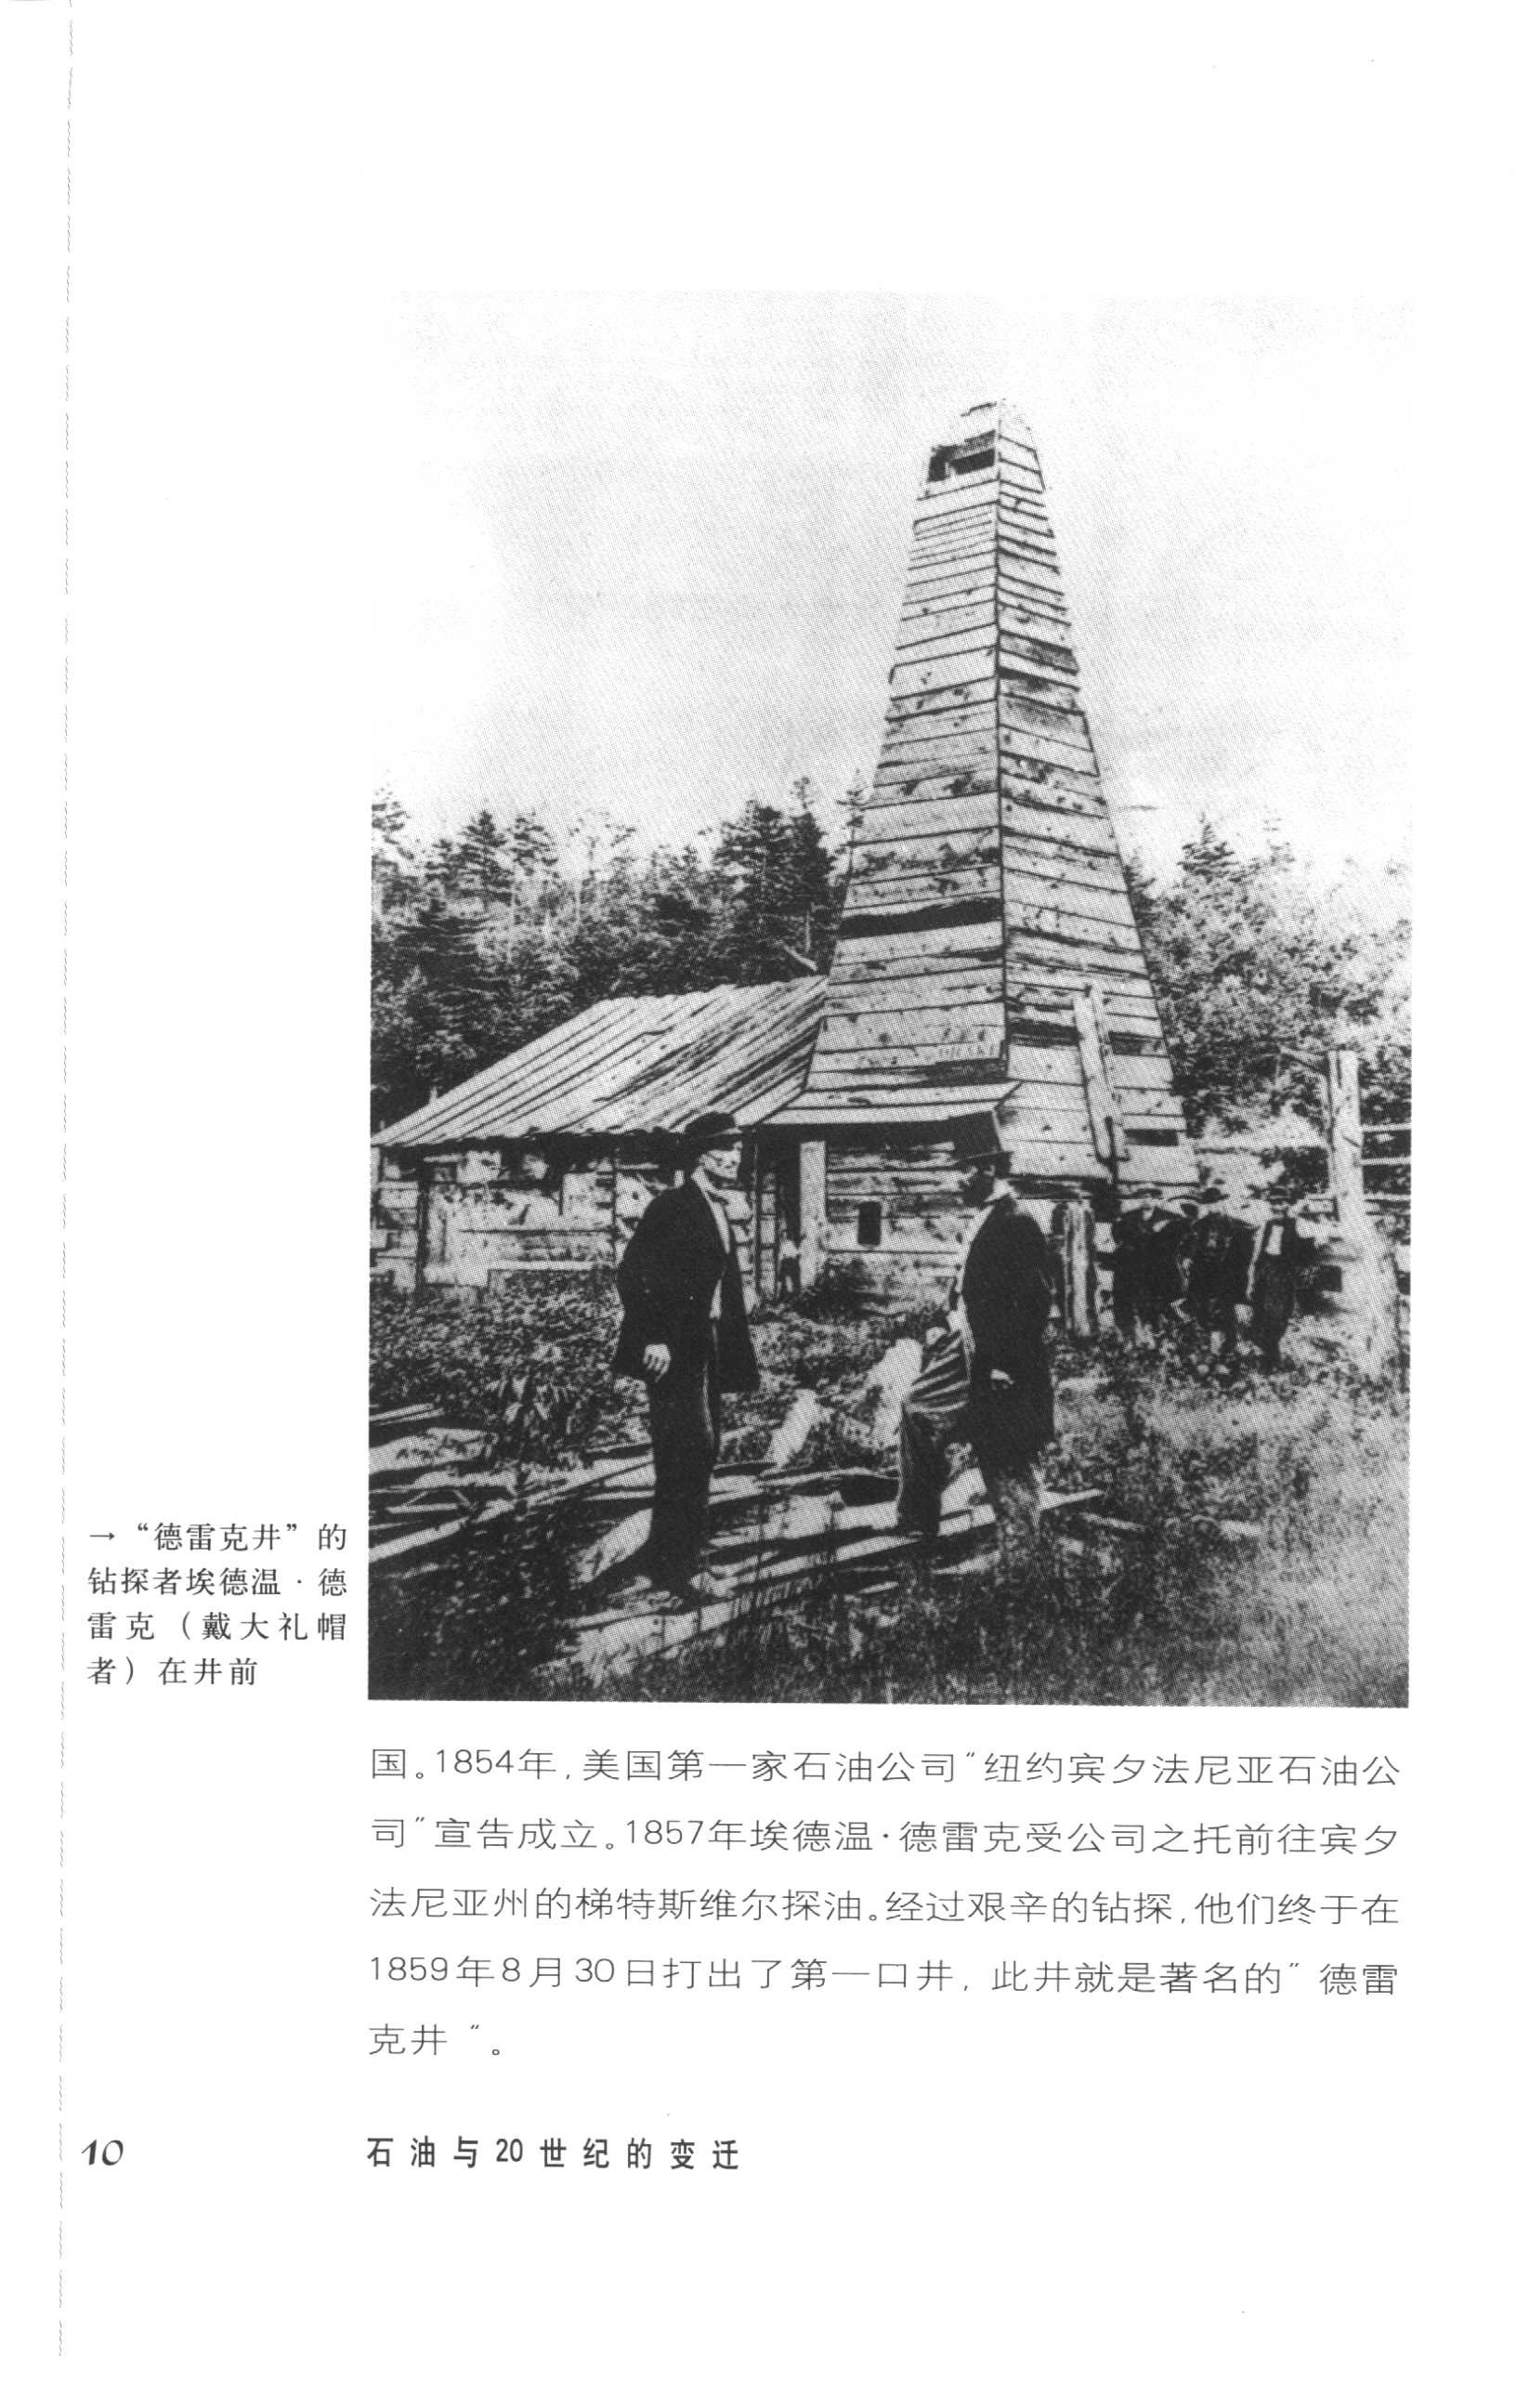 →“德雷克井”的
钻探者埃德温·德
雷克（戴大礼帽
者）在井前
国。1854年,美国第一家石油公司“纽约宾夕法尼亚石油公
司”宣告成立。1857年埃德温·德雷克受公司之托前往宾夕
法尼亚州的梯特斯维尔探油。经过艰辛的钻探,他们终于在
1859年8月30日打出了第一口井, 此井就是著名的“德雷
克井“。
10 石油与20世纪的变迁